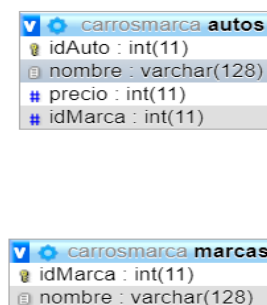 carrosmarca autos
idAuto : int(11)
nombre : varchar(128)
# precio : int(11)
# idMarca : int(11)
carrosmarca marcas
idMarca : int(11)
nombre : varchar(128)